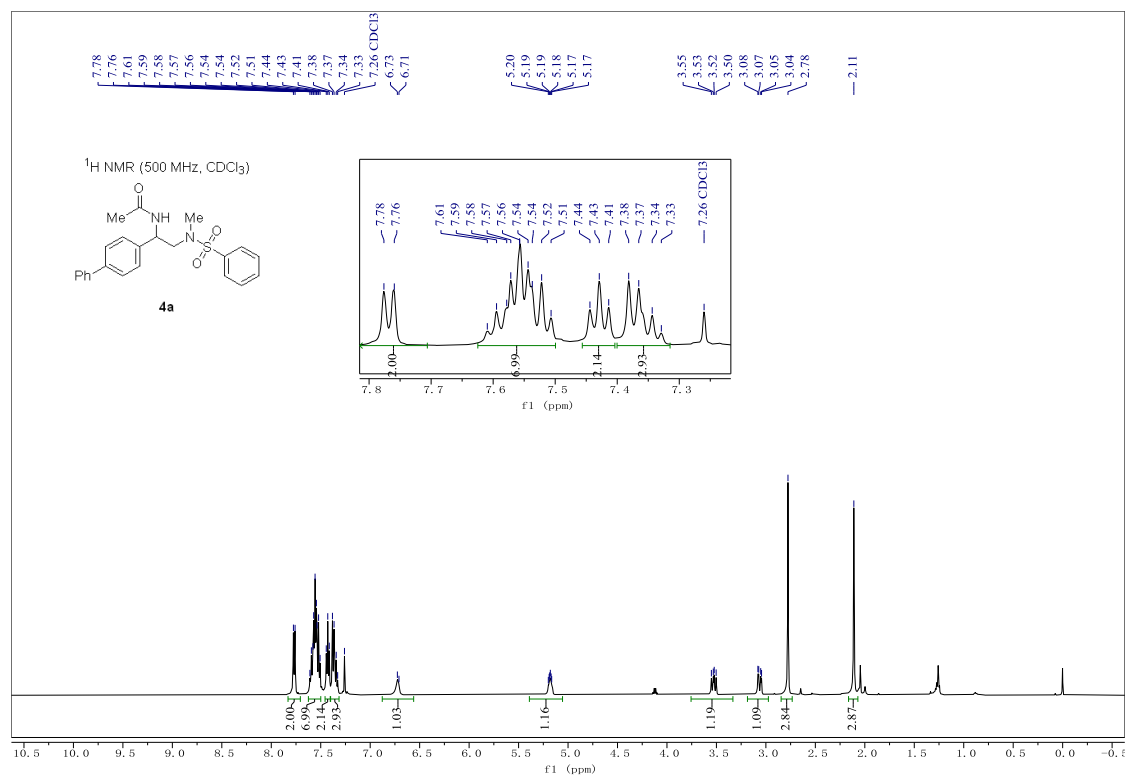 7.78 7.76 7.61 7.59 7.58 7.57 7.56 7.54 7.54 7.52 7.51 7.44 7.43 7.41 7.38 7.37 7.34 7.33 7.26 CDCl3 6.73 6.71 5.20 5.19 5.19 5.18 5.17 5.17 3.55 3.53 3.52 3.50 3.08 3.07 3.05 3.04 2.78 2.11
1H NMR (500 MHz, CDCl3)
O
Me NH Me
N O
S
O
Ph
4a
7.78 7.76 7.61 7.59 7.58 7.57 7.56 7.54 7.54 7.52 7.51 7.44 7.43 7.41 7.38 7.37 7.34 7.33 7.26 CDCl3
2.00 6.99 2.14 2.93
7.8 7.7 7.6 7.5 7.4 7.3
f1 (ppm)
2.00 6.99 2.14 2.93 1.03 1.16 1.19 1.09 2.84 2.87
10.5 10.0 9.5 9.0 8.5 8.0 7.5 7.0 6.5 6.0 5.5 5.0 4.5 4.0 3.5 3.0 2.5 2.0 1.5 1.0 0.5 0.0 -0.5
f1 (ppm)